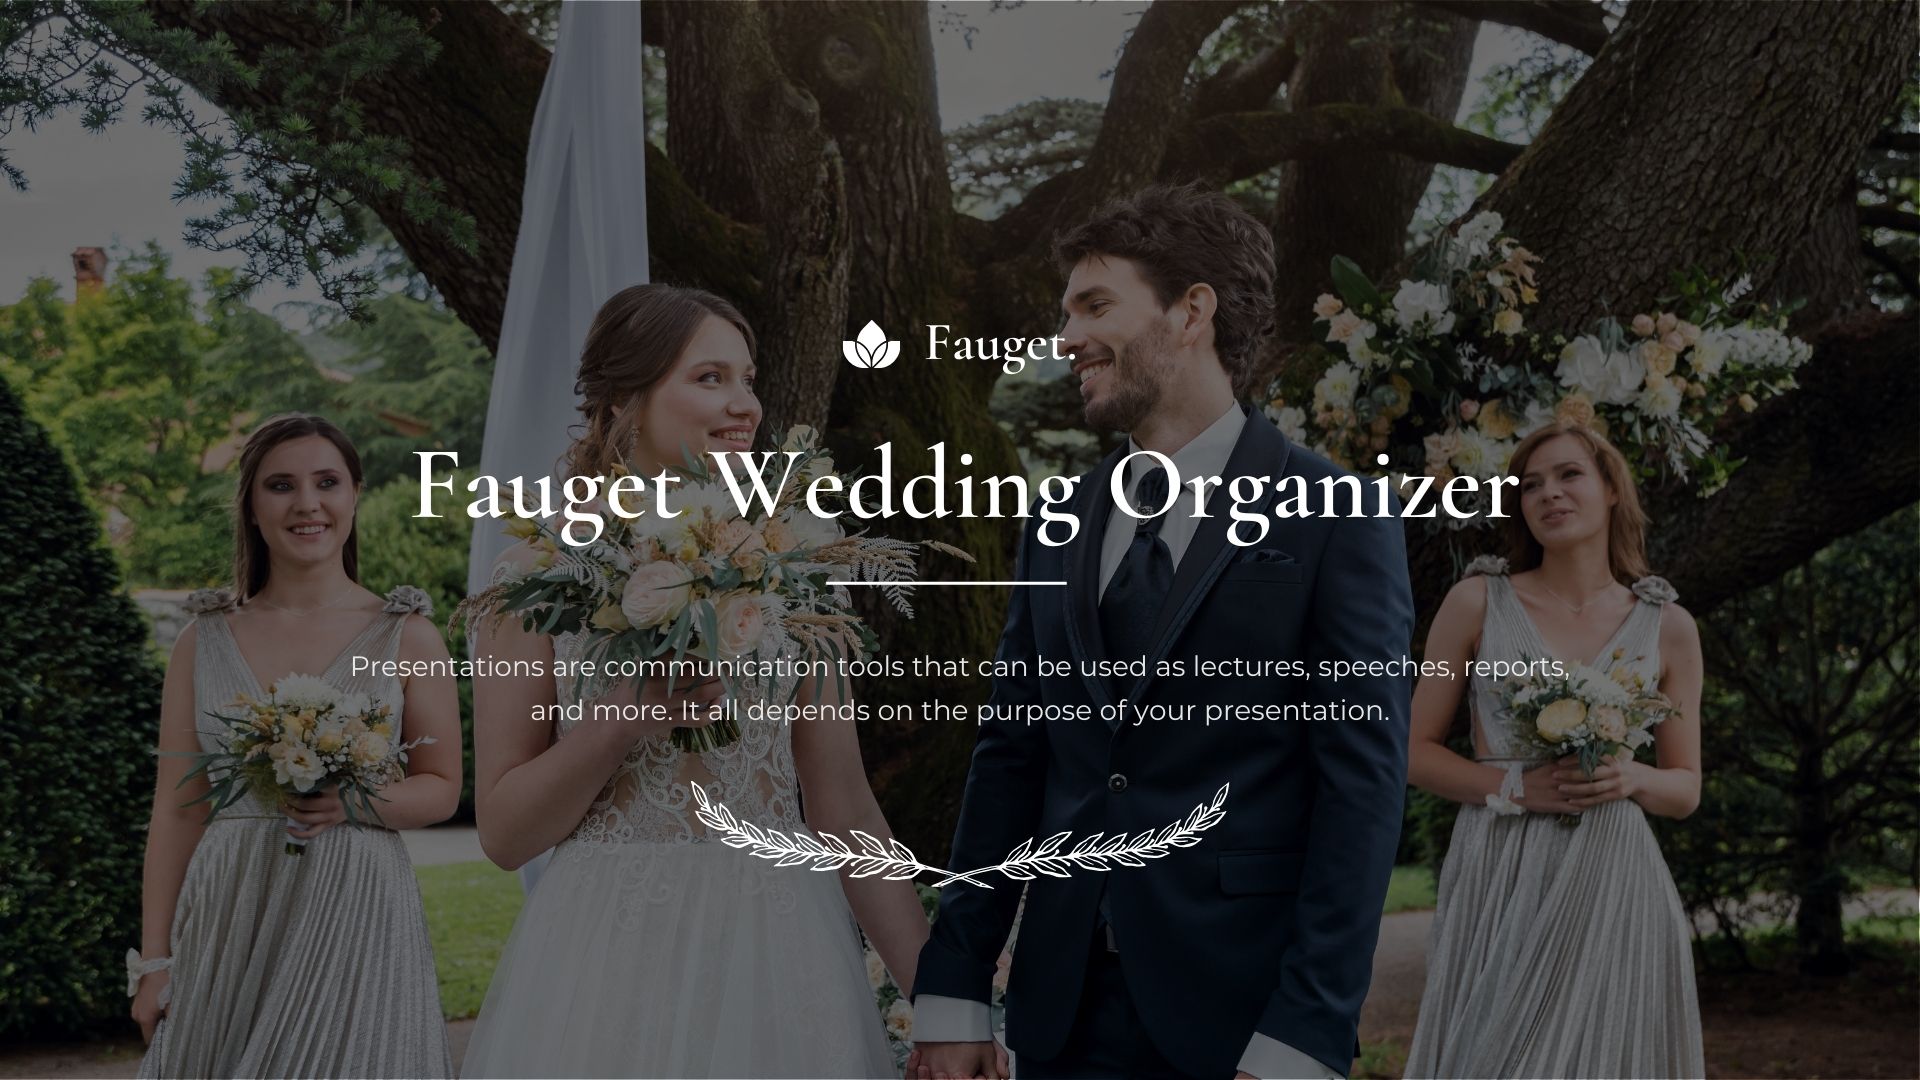 Fauget.
Fauget Wedding Organizer
Presentations are communication tools that can be used as lectures, speeches, reports,
and more. It all depends on the purpose of your presentation.